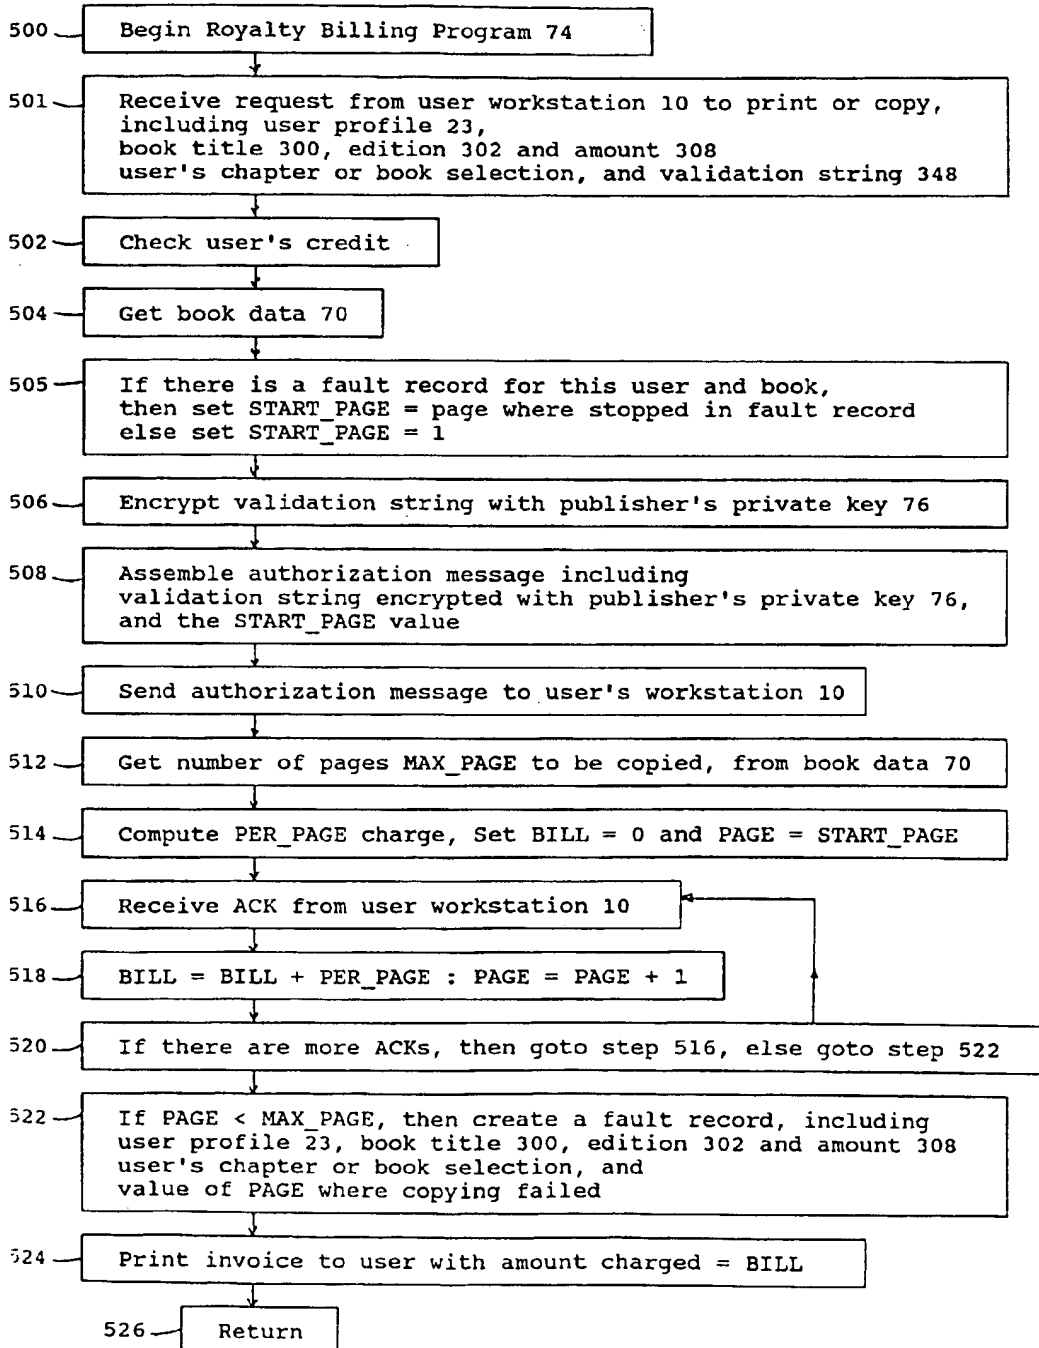 500 Begin Royalty Billing Program 74
501 Receive request from user workstation 10 to print or copy,
including user profile 23,
book title 300, edition 302 and amount 308
user's chapter or book selection, and validation string 348
502 Check user's credit
504 Get book data 70
505 If there is a fault record for this user and book,
then set START_PAGE = page where stopped in fault record
else set START_PAGE = 1
506 Encrypt validation string with publisher's private key 76
508 Assemble authorization message including
validation string encrypted with publisher's private key 76,
and the START_PAGE value
510 Send authorization message to user's workstation 10
512 Get number of pages MAX_PAGE to be copied, from book data 70
514 Compute PER_PAGE charge, Set BILL = 0 and PAGE = START_PAGE
516 Receive ACK from user workstation 10
518 BILL = BILL + PER_PAGE : PAGE = PAGE + 1
520 If there are more ACKs, then goto step 516, else goto step 522
522 If PAGE < MAX_PAGE, then create a fault record, including
user profile 23, book title 300, edition 302 and amount 308
user's chapter or book selection, and
value of PAGE where copying failed
524 Print invoice to user with amount charged = BILL
526 Return